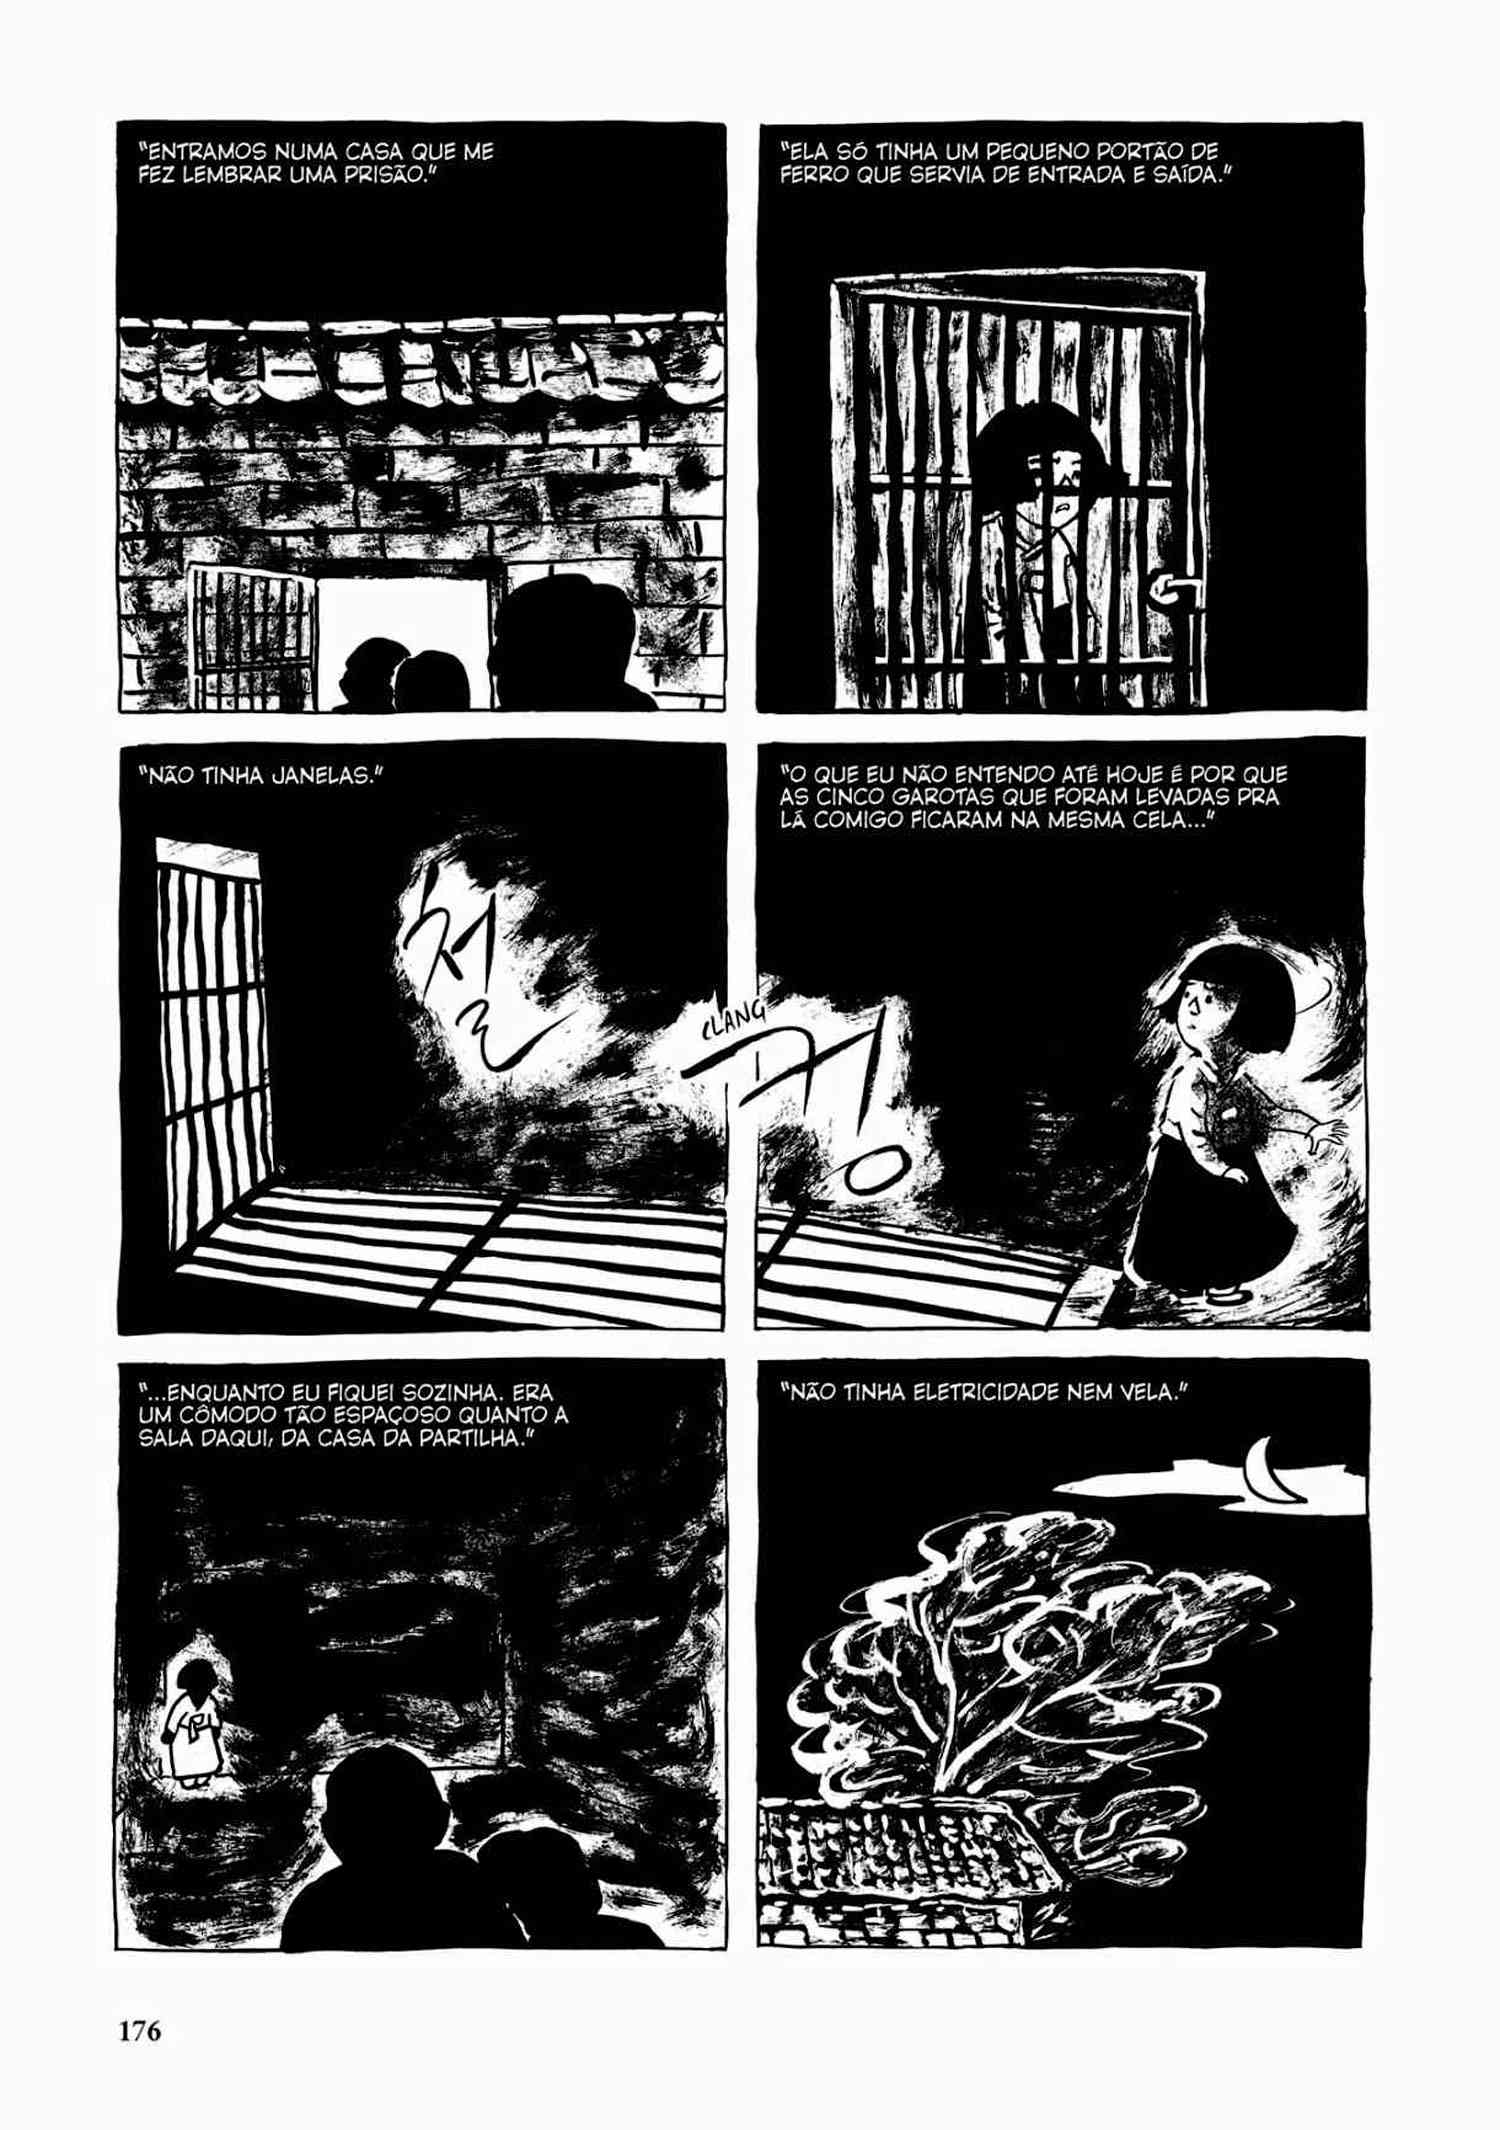 "ENTRAMOS NUMA CASA QUE ME
FEZ LEMBRAR UMA PRISÃO."
"ELA SÓ TINHA UM PEQUENO PORTÃO DE
FERRO QUE SERVIA DE ENTRADA E SAÍDA."
"NÃO TINHA JANELAS."
철
CLANG
컹
"O QUE EU NÃO ENTENDO ATÉ HOJE É POR QUE
AS CINCO GAROTAS QUE FORAM LEVADAS PRA
LÁ COMIGO FICARAM NA MESMA CELA..."
"...ENQUANTO EU FIQUEI SOZINHA. ERA
UM CÔMODO TÃO ESPAÇOSO QUANTO A
SALA DAQUI, DA CASA DA PARTILHA."
"NÃO TINHA ELETRICIDADE NEM VELA."
176